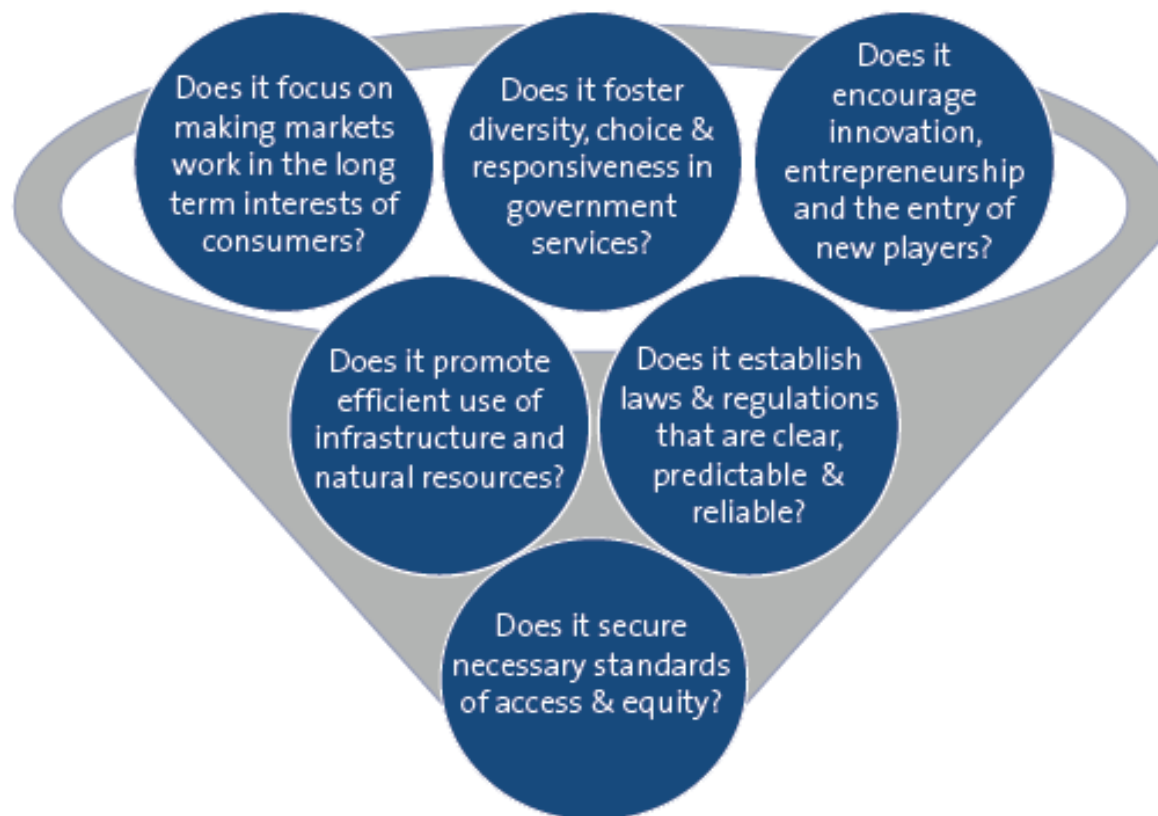 Does it focus on
making markets
work in the long
term interests of
consumers?
Does it foster
diversity, choice &
responsiveness in
government
services?
Does it
encourage
innovation,
entrepreneurship
and the entry of
new players?
Does it promote
efficient use of
infrastructure and
natural resources?
Does it establish
laws & regulations
that are clear,
predictable &
reliable?
Does it secure
necessary standards
of access & equity?